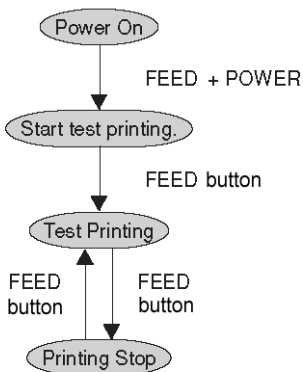 Power On
FEED + POWER
Start test printing.
FEED button
Test Printing
FEED
button
FEED
button
Printing Stop